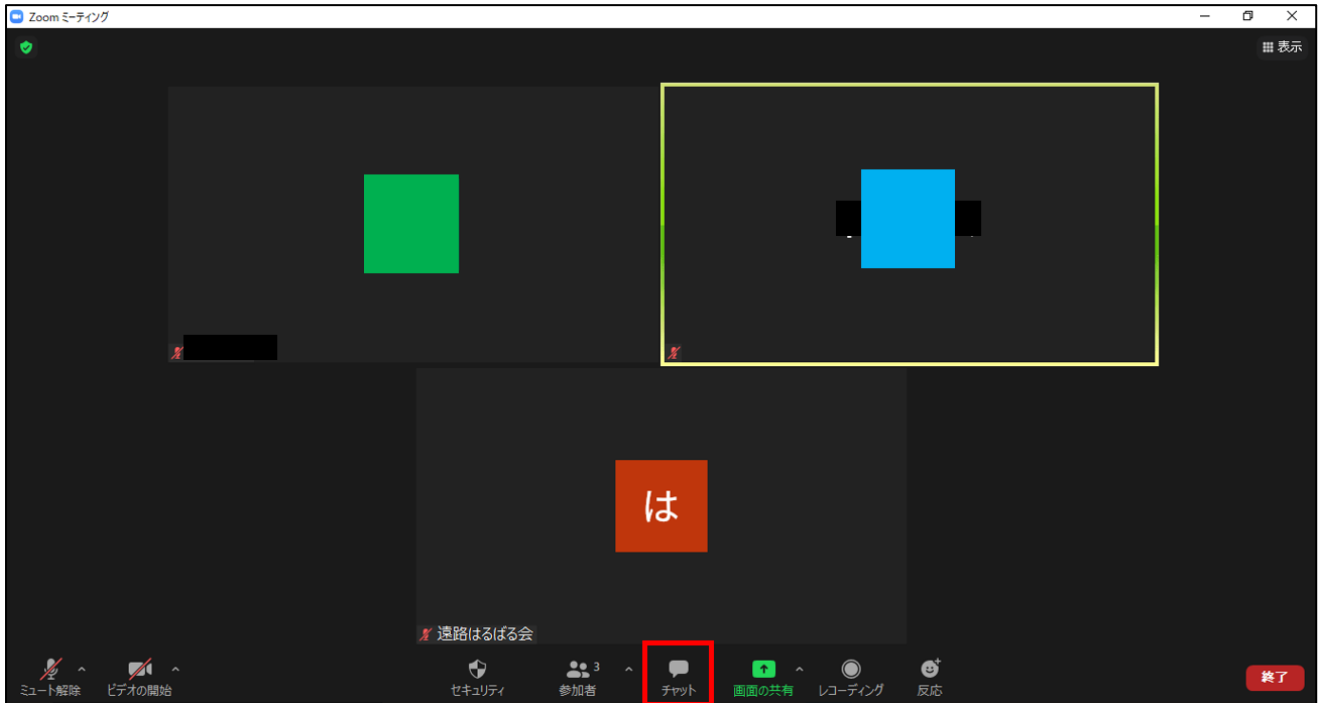 Zoom ミーティング
表示
は
遠路はるばる会
ミュート解除
ビデオの開始
セキュリティ
3
参加者
チャット
画面の共有
レコーディング
反応
終了